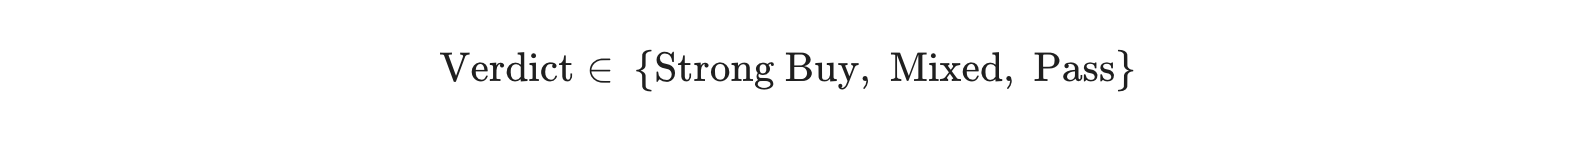 Verdict ∈ {Strong Buy, Mixed, Pass}